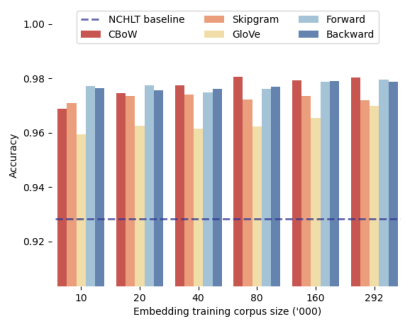 NCHLT baseline
CBoW
Skipgram
GloVe
Forward
Backward
1.00
0.98
0.96
0.94
0.92
Accuracy
10 20 40 80 160 292
Embedding training corpus size ('000)